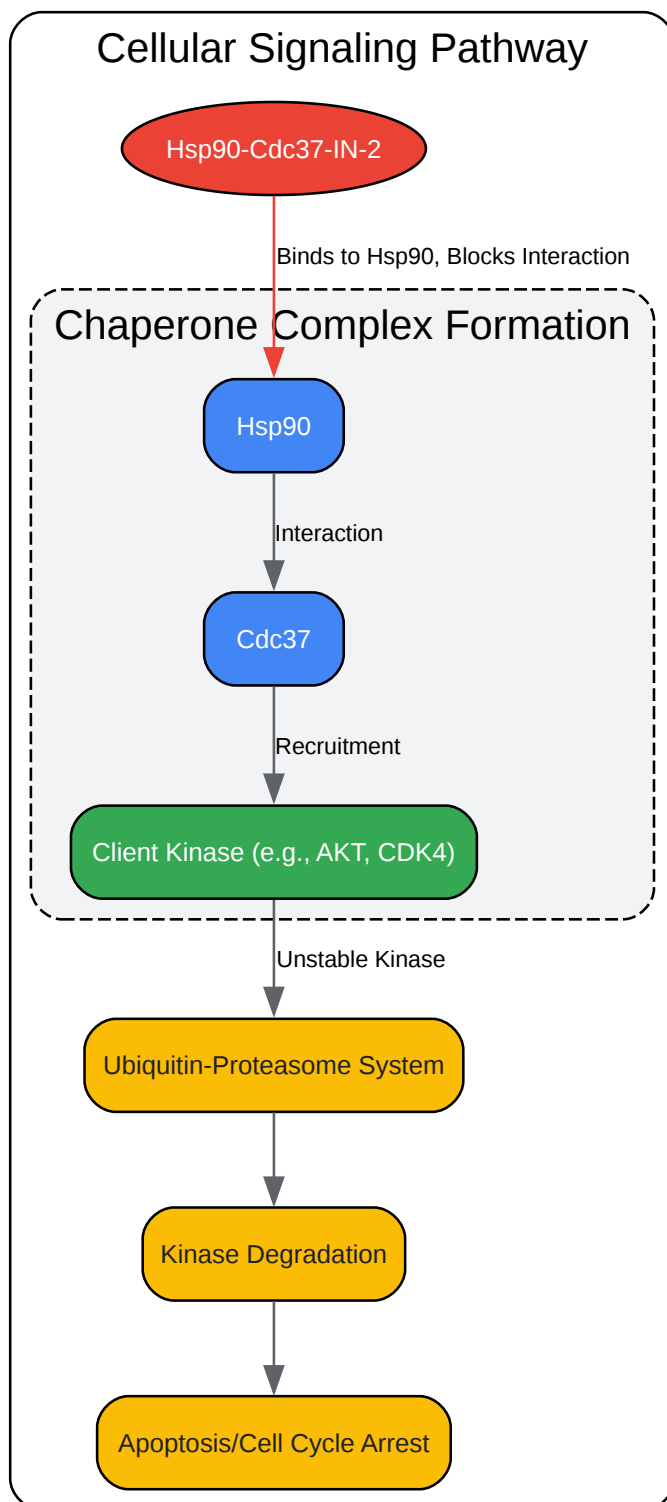 Cellular Signaling Pathway
Hsp90-Cdc37-IN-2
Binds to Hsp90, Blocks Interaction
Chaperone Complex Formation
Hsp90
Interaction
Cdc37
Recruitment
Client Kinase (e.g., AKT, CDK4)
Unstable Kinase
Ubiquitin-Proteasome System
Kinase Degradation
Apoptosis/Cell Cycle Arrest